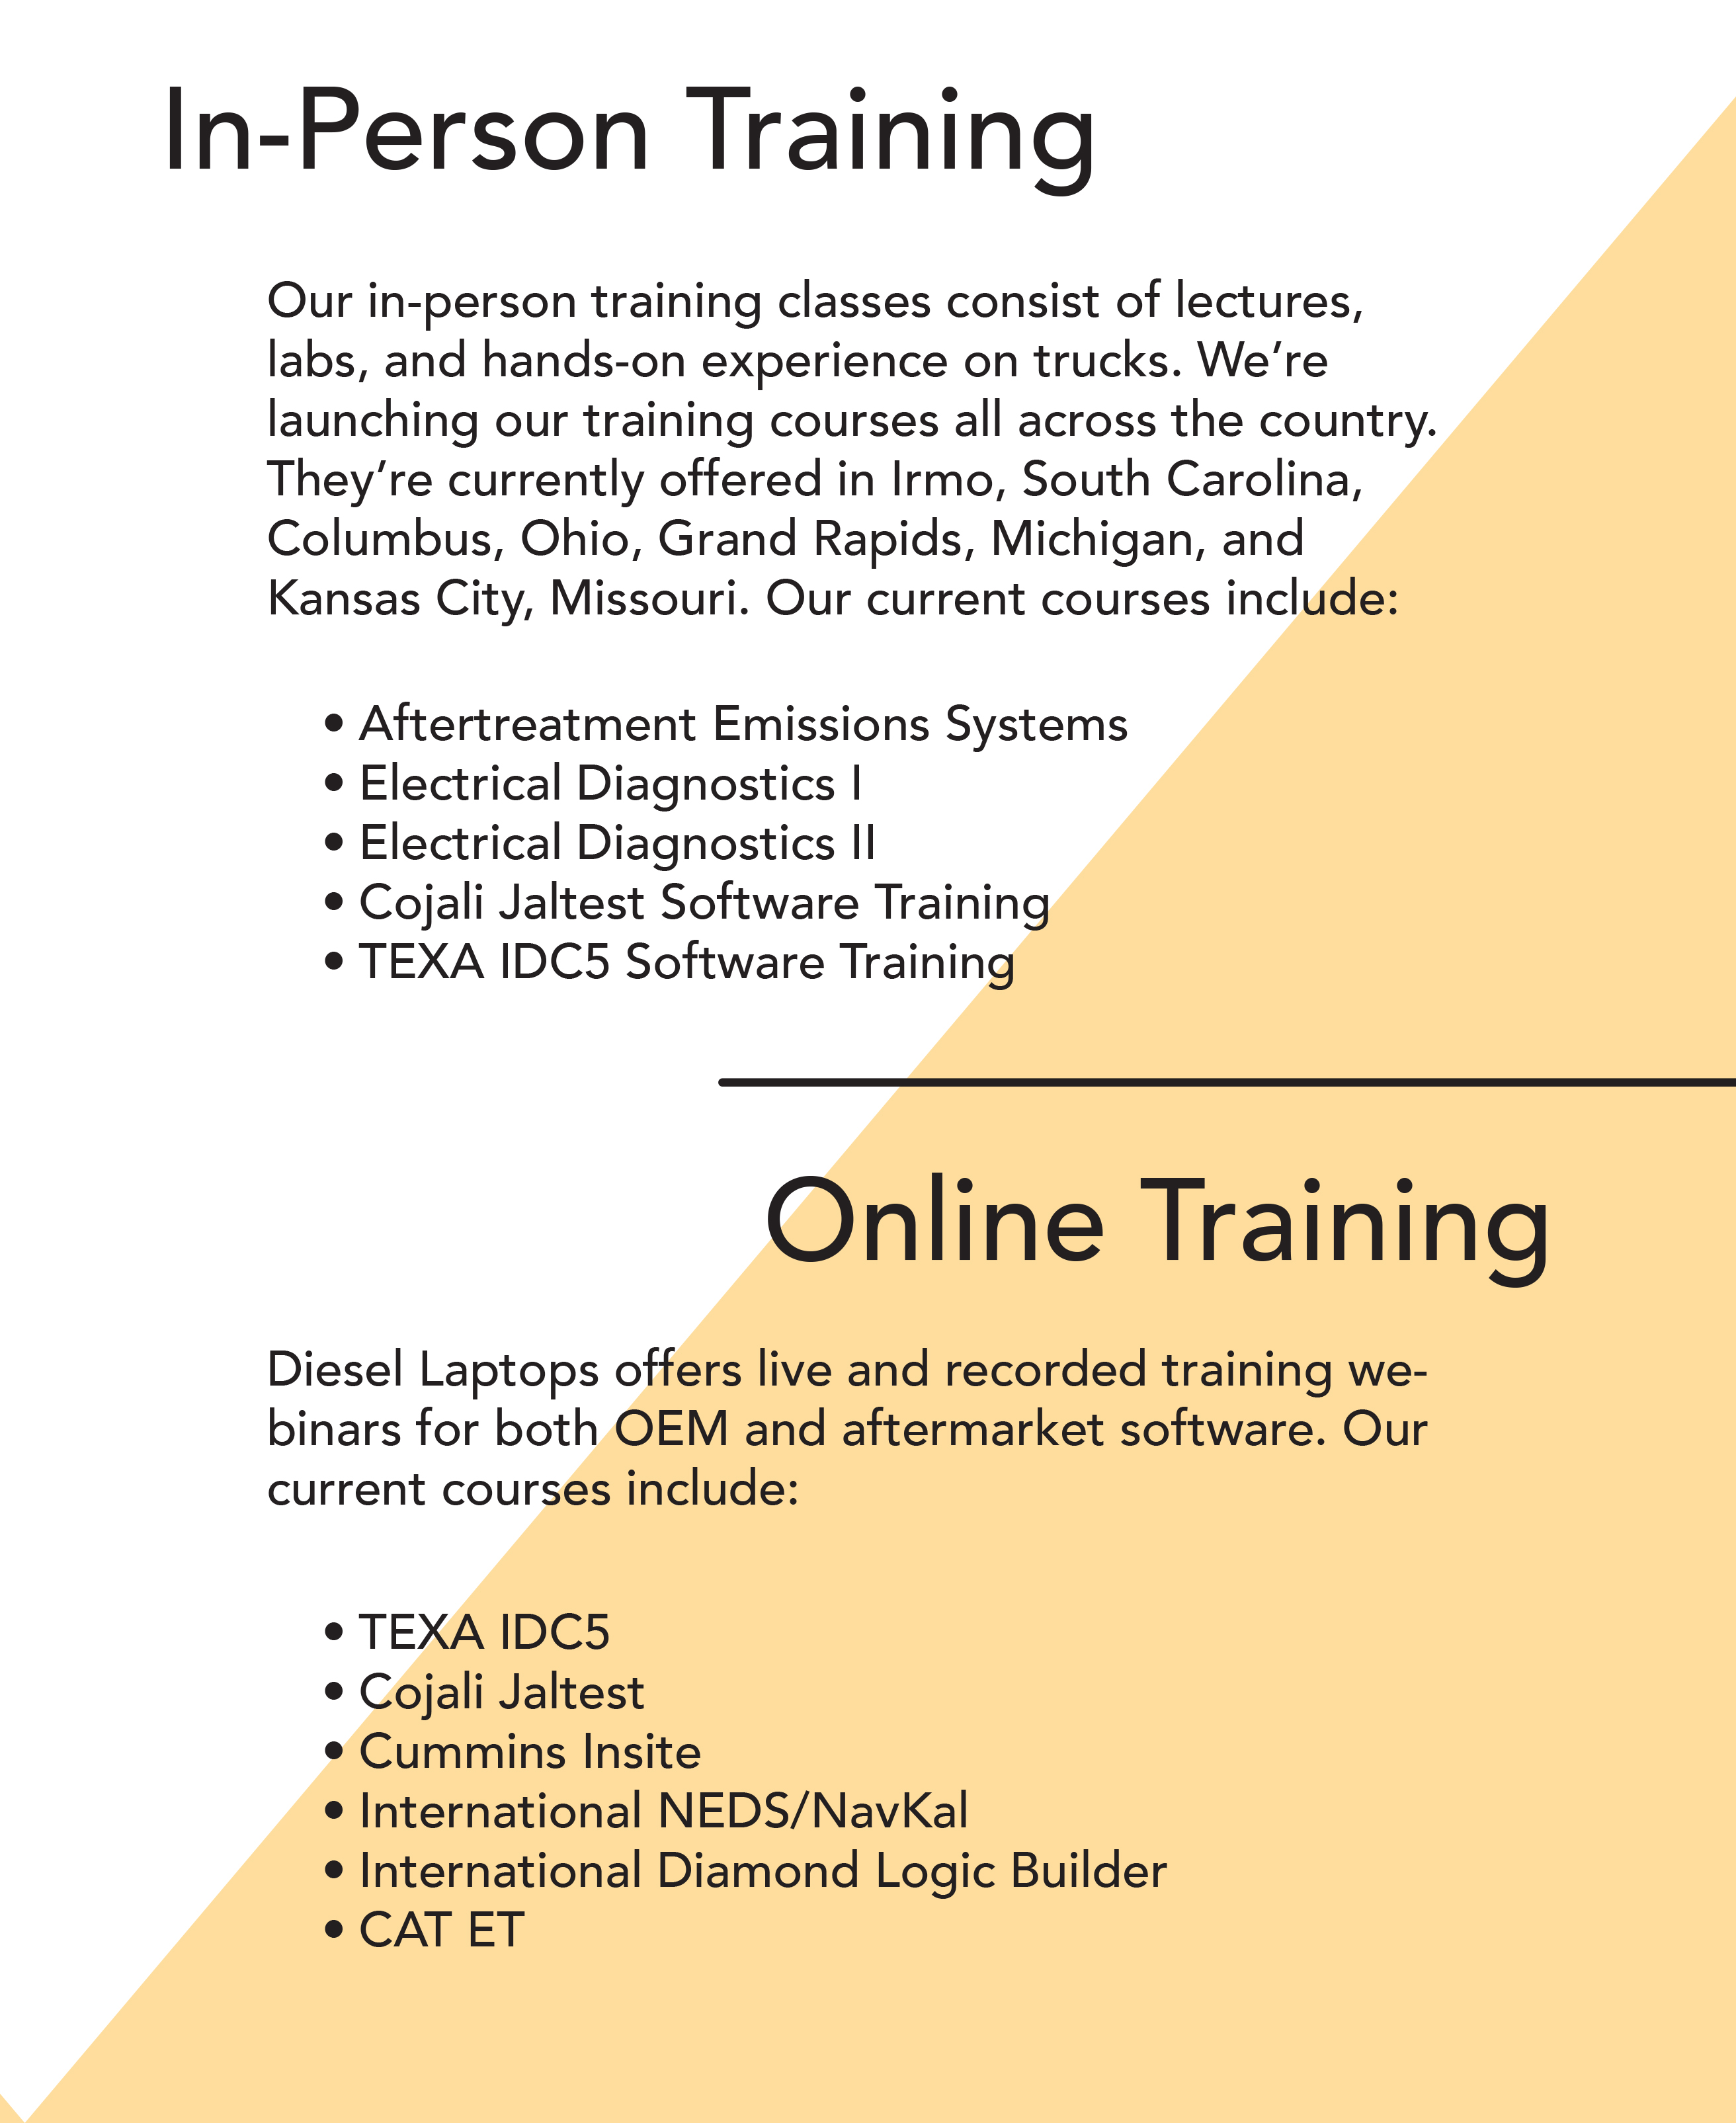 In-Person Training
Our in-person training classes consist of lectures,
labs, and hands-on experience on trucks. We’re
launching our training courses all across the country.
They’re currently offered in Irmo, South Carolina,
Columbus, Ohio, Grand Rapids, Michigan, and
Kansas City, Missouri. Our current courses include:
• Aftertreatment Emissions Systems
• Electrical Diagnostics I
• Electrical Diagnostics II
• Cojali Jaltest Software Training
• TEXA IDC5 Software Training
Online Training
Diesel Laptops offers live and recorded training we-
binars for both OEM and aftermarket software. Our
current courses include:
• TEXA IDC5
• Cojali Jaltest
• Cummins Insite
• International NEDS/NavKal
• International Diamond Logic Builder
• CAT ET